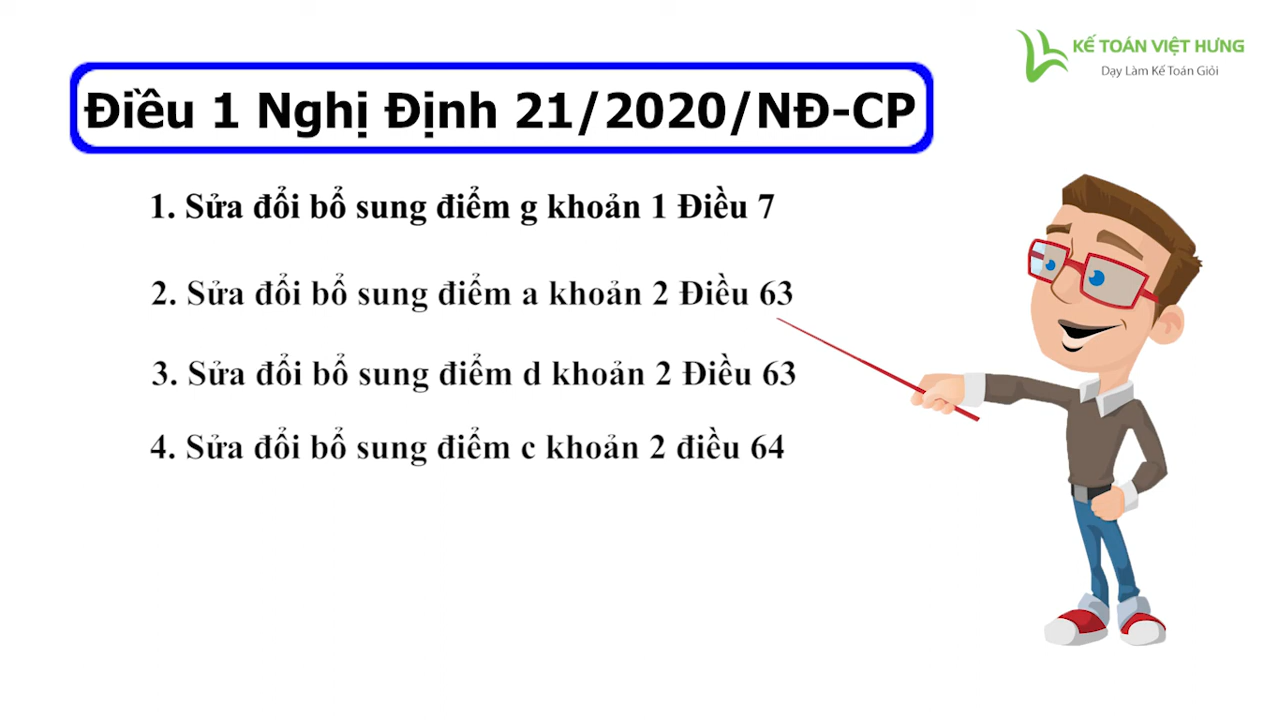 KẾ TOÁN VIỆT HƯNG
Dạy Làm Kế Toán Giỏi
Điều 1 Nghị Định 21/2020/NĐ-CP
1. Sửa đổi bổ sung điểm g khoản 1 Điều 7
2. Sửa đổi bổ sung điểm a khoản 2 Điều 63
3. Sửa đổi bổ sung điểm d khoản 2 Điều 63
4. Sửa đổi bổ sung điểm c khoản 2 điều 64